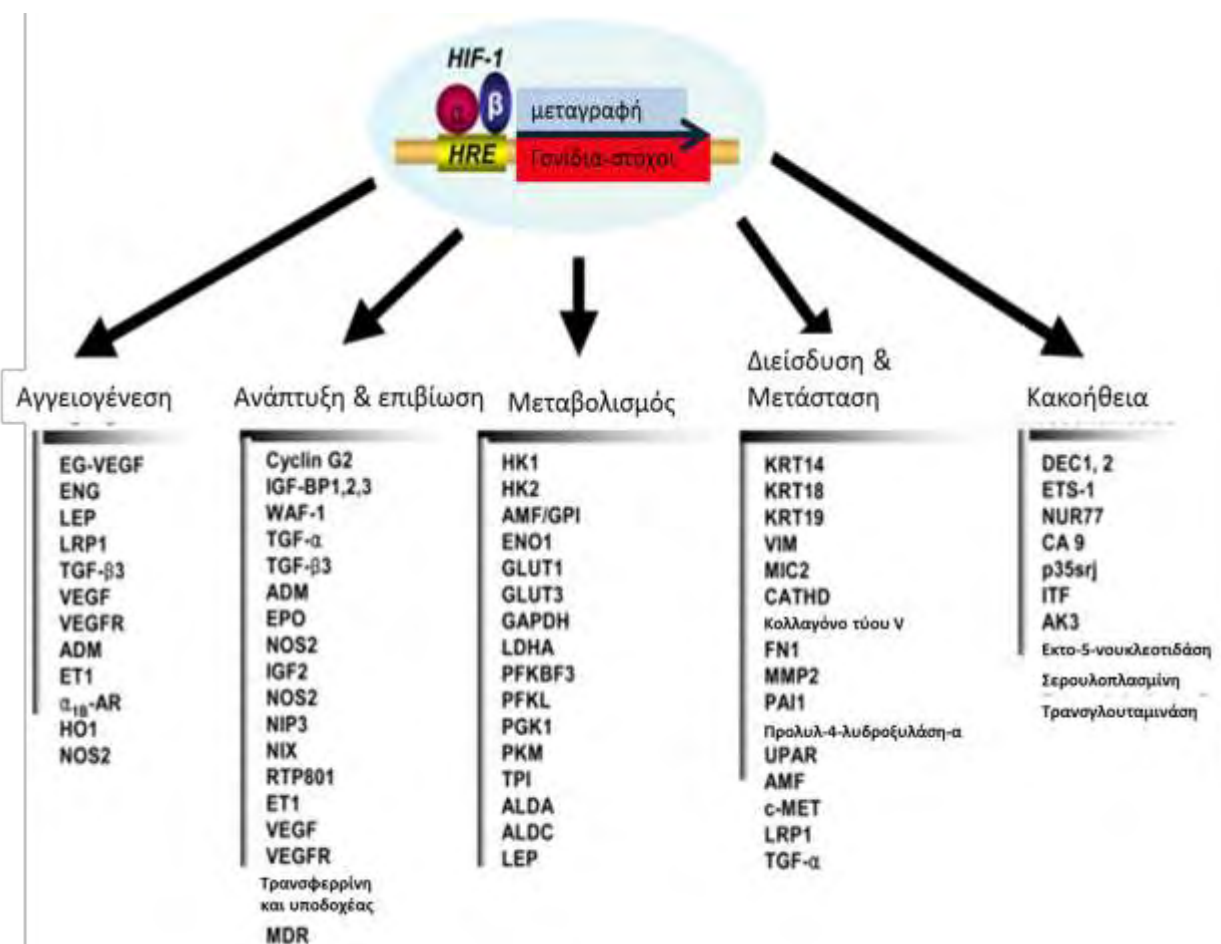 HIF-1
α β
μεταγραφή
HRE
Γονίδια-στόχοι
Αγγειογένεση
EG-VEGF
ENG
LEP
LRP1
TGF-β3
VEGF
VEGFR
ADM
ET1
α1B-AR
HO1
NOS2
Ανάπτυξη & επιβίωση
Cyclin G2
IGF-BP1,2,3
WAF-1
TGF-α
TGF-β3
ADM
EPO
NOS2
IGF2
NOS2
NIP3
NIX
RTP801
ET1
VEGF
VEGFR
Τρανσφερρίνη
και υποδοχέας
MDR
Μεταβολισμός
HK1
HK2
AMF/GPI
ENO1
GLUT1
GLUT3
GAPDH
LDHA
PFKBF3
PFKL
PGK1
PKM
TPI
ALDA
ALDC
LEP
Διείσδυση &
Μετάσταση
KRT14
KRT18
KRT19
VIM
MIC2
CATHD
Κολλαγόνο τύου V
FN1
MMP2
PAI1
Προλυλ-4-λυδροξυλάση-α
UPAR
AMF
c-MET
LRP1
TGF-α
Κακοήθεια
DEC1, 2
ETS-1
NUR77
CA 9
p35srj
ITF
AK3
Εκτο-5-νουκλεοτιδάση
Σερουλοπλασμίνη
Τρανσγλουταμινάση